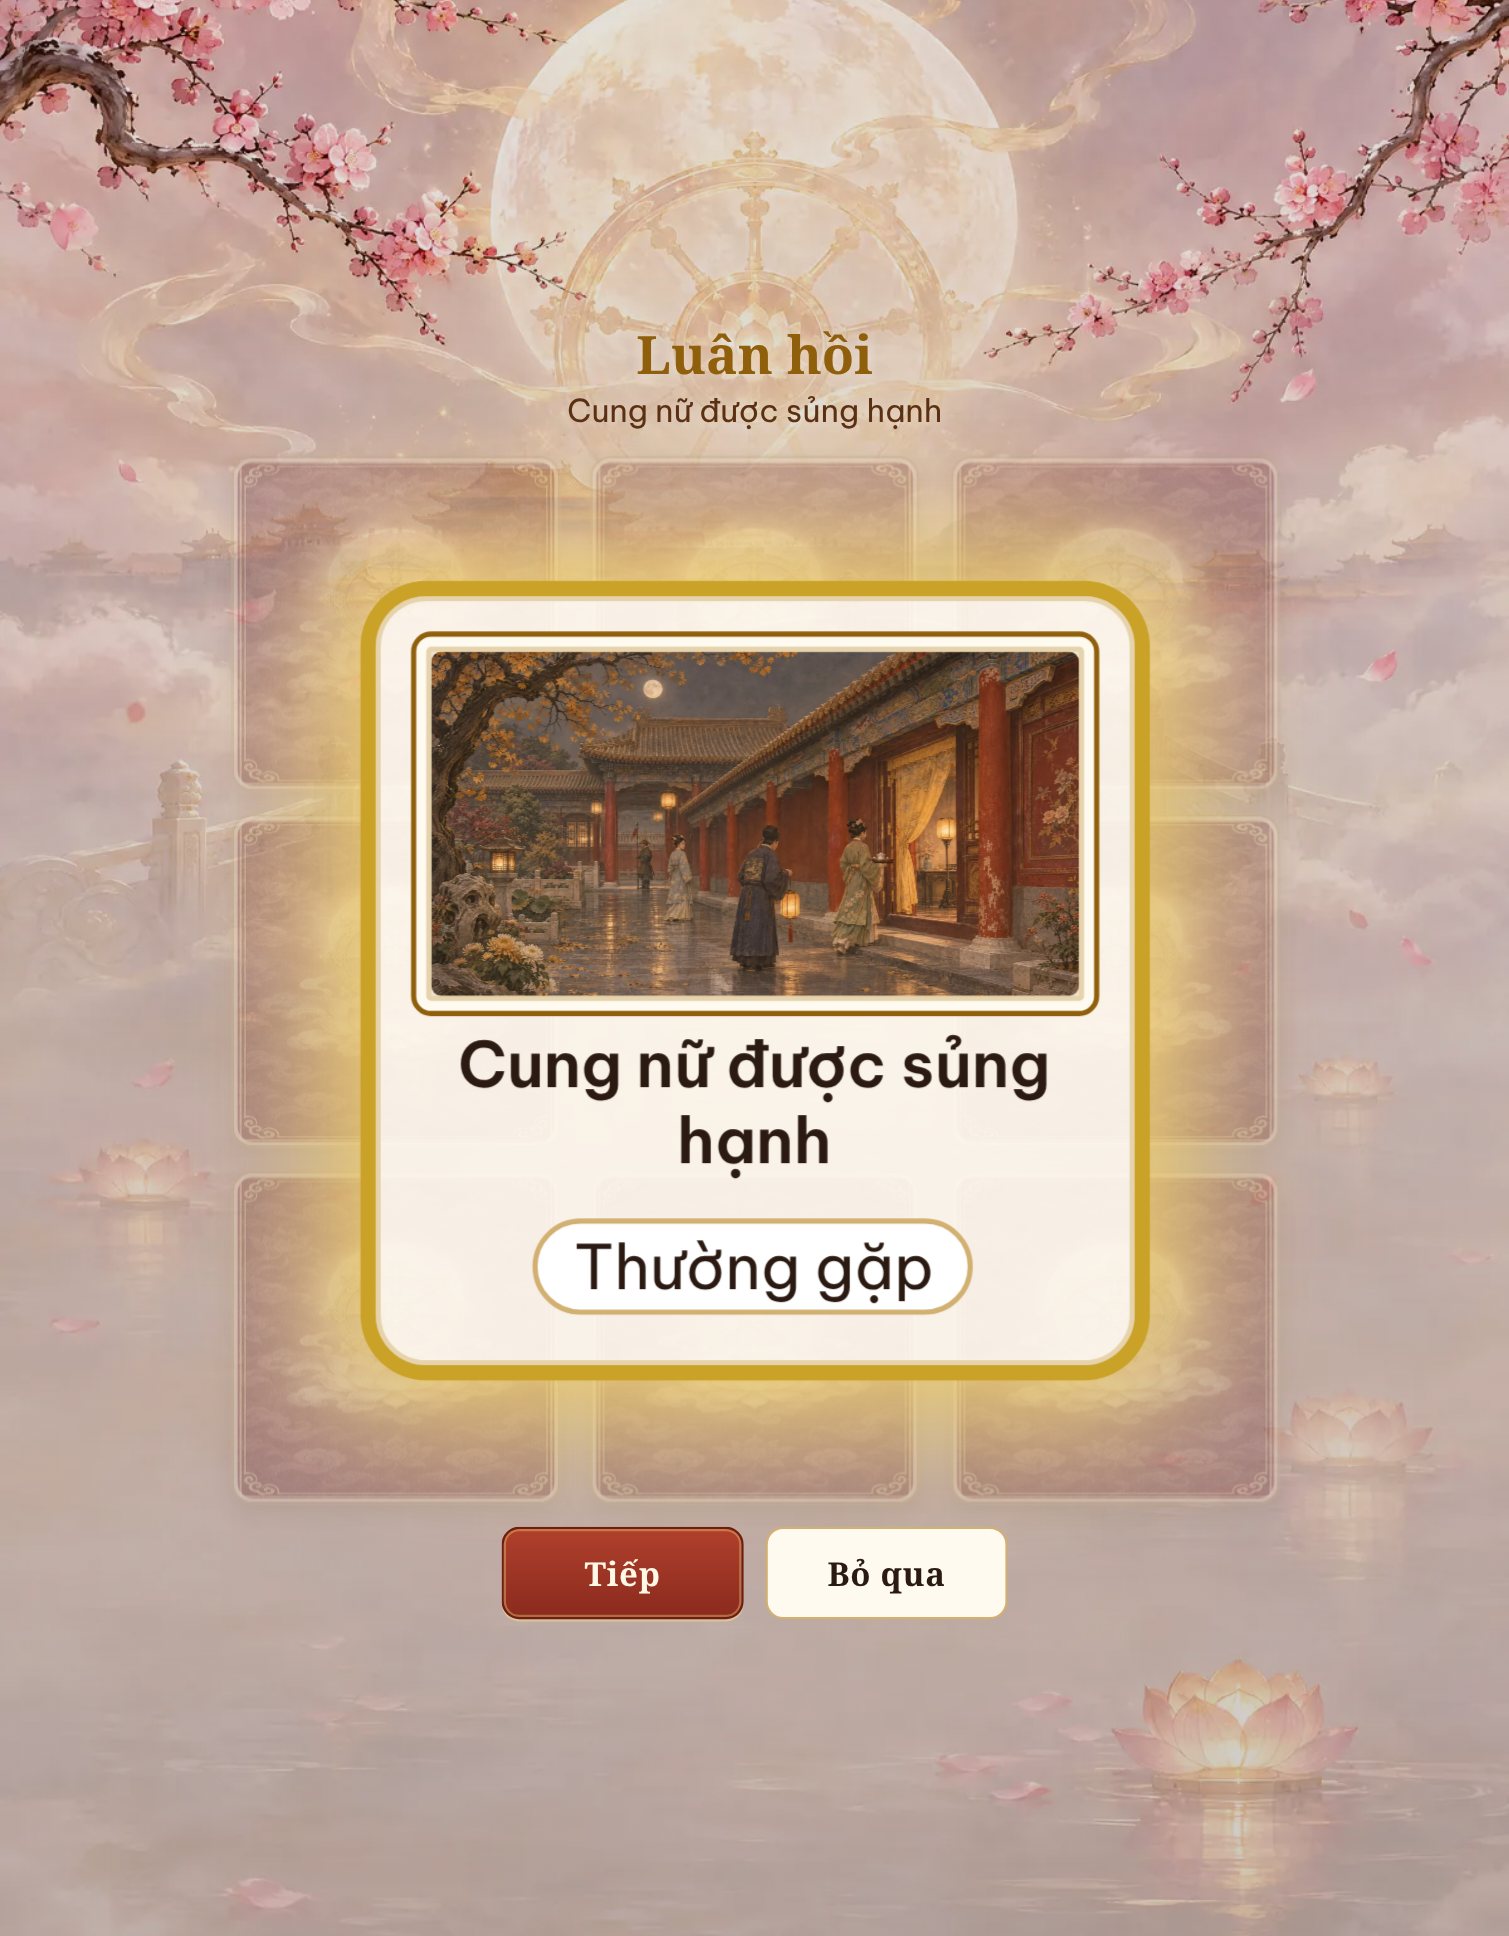 Luân hồi
Cung nữ được sủng hạnh
Cung nữ được sủng
hạnh
Thường gặp
Tiếp
Bỏ qua